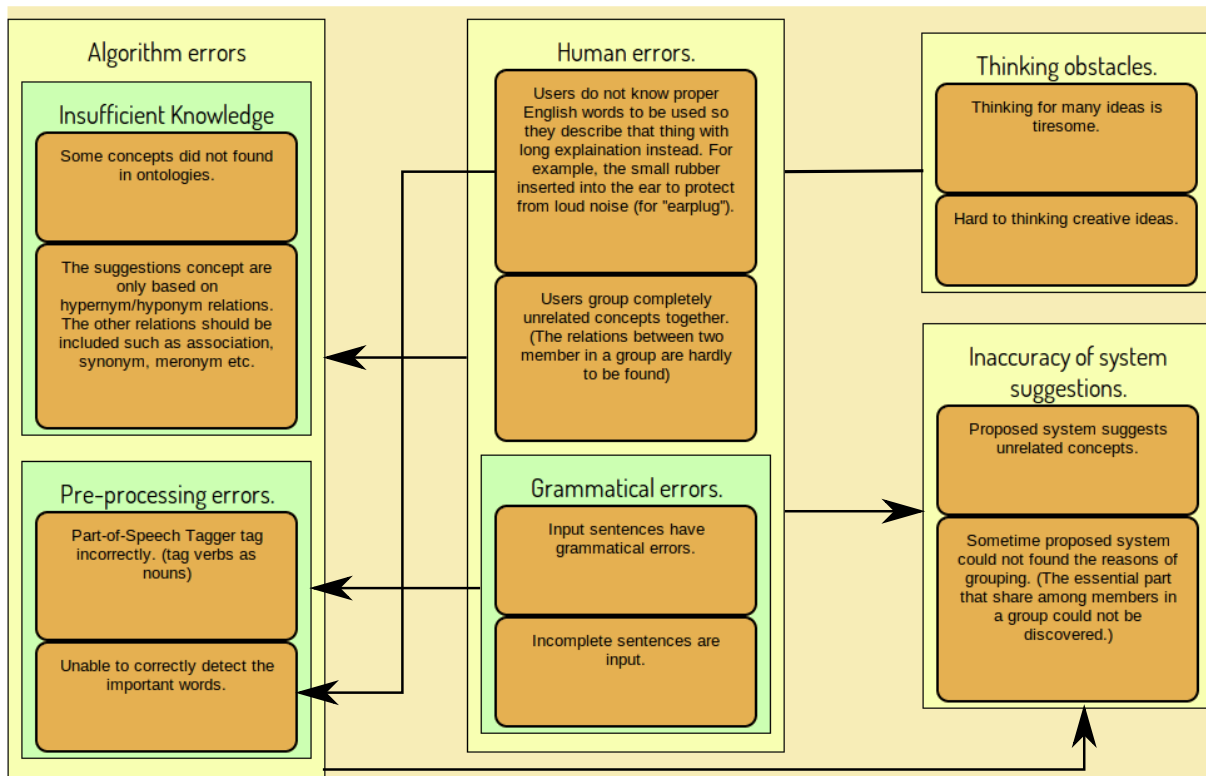 Algorithm errors
Insufficient Knowledge
Some concepts did not found
in ontologies.
The suggestions concept are
only based on
hypernym/hyponym relations.
The other relations should be
included such as association,
synonym, meronym etc.
Pre-processing errors.
Part-of-Speech Tagger tag
incorrectly. (tag verbs as
nouns)
Unable to correctly detect the
important words.
Human errors.
Users do not know proper
English words to be used so
they describe that thing with
long explaination instead. For
example, the small rubber
inserted into the ear to protect
from loud noise (for "earplug").
Users group completely
unrelated concepts together.
(The relations between two
member in a group are hardly
to be found)
Grammatical errors.
Input sentences have
grammatical errors.
Incomplete sentences are
input.
Thinking obstacles.
Thinking for many ideas is
tiresome.
Hard to thinking creative ideas.
Inaccuracy of system
suggestions.
Proposed system suggests
unrelated concepts.
Sometime proposed system
could not found the reasons of
grouping. (The essential part
that share among members in
a group could not be
discovered.)